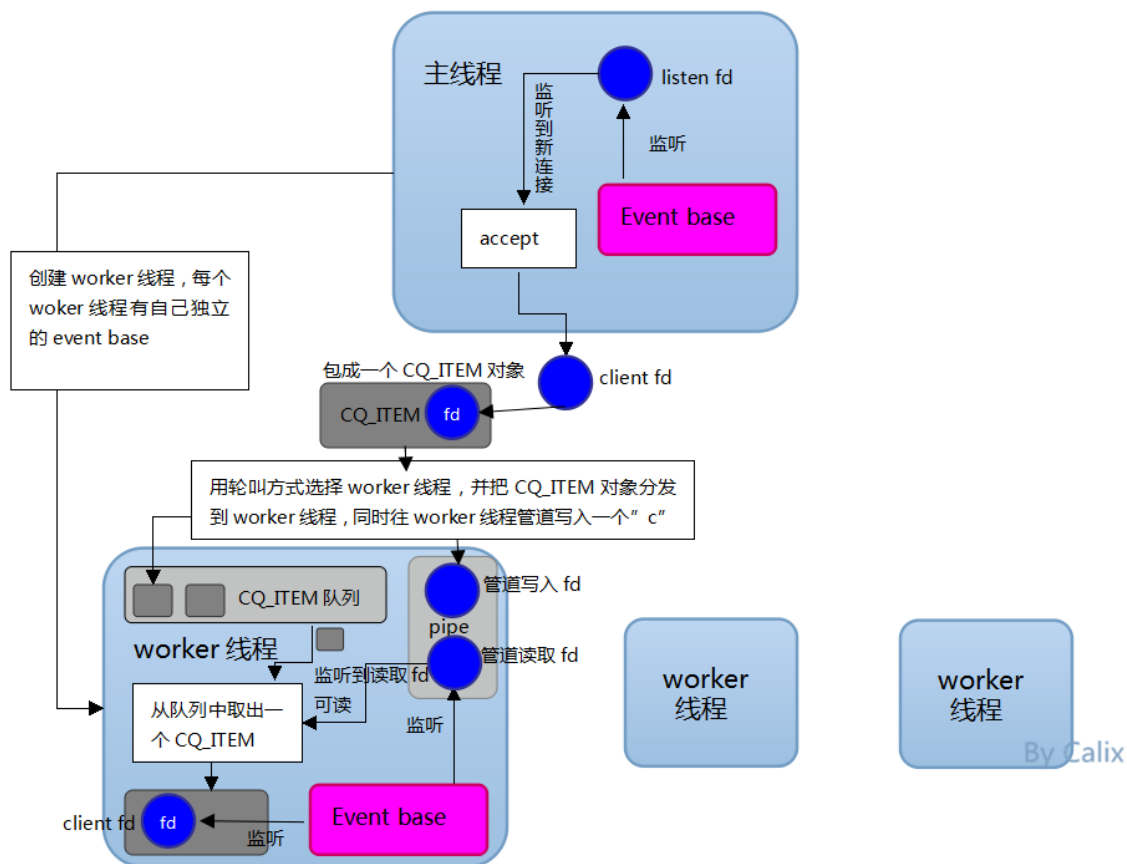 主线程
listen fd
监听到新连接
监听
Event base
accept
创建 worker 线程，每个
woker 线程有自己独立
的 event base
包成一个 CQ_ITEM 对象
client fd
CQ_ITEM
fd
用轮叫方式选择 worker 线程，并把 CQ_ITEM 对象分发
到 worker 线程，同时往 worker 线程管道写入一个”c”
CQ_ITEM 队列
管道写入 fd
pipe
worker 线程
管道读取 fd
监听到读取 fd
可读
从队列中取出一
个 CQ_ITEM
监听
Event base
client fd
fd
监听
worker
线程
worker
线程
By Calix